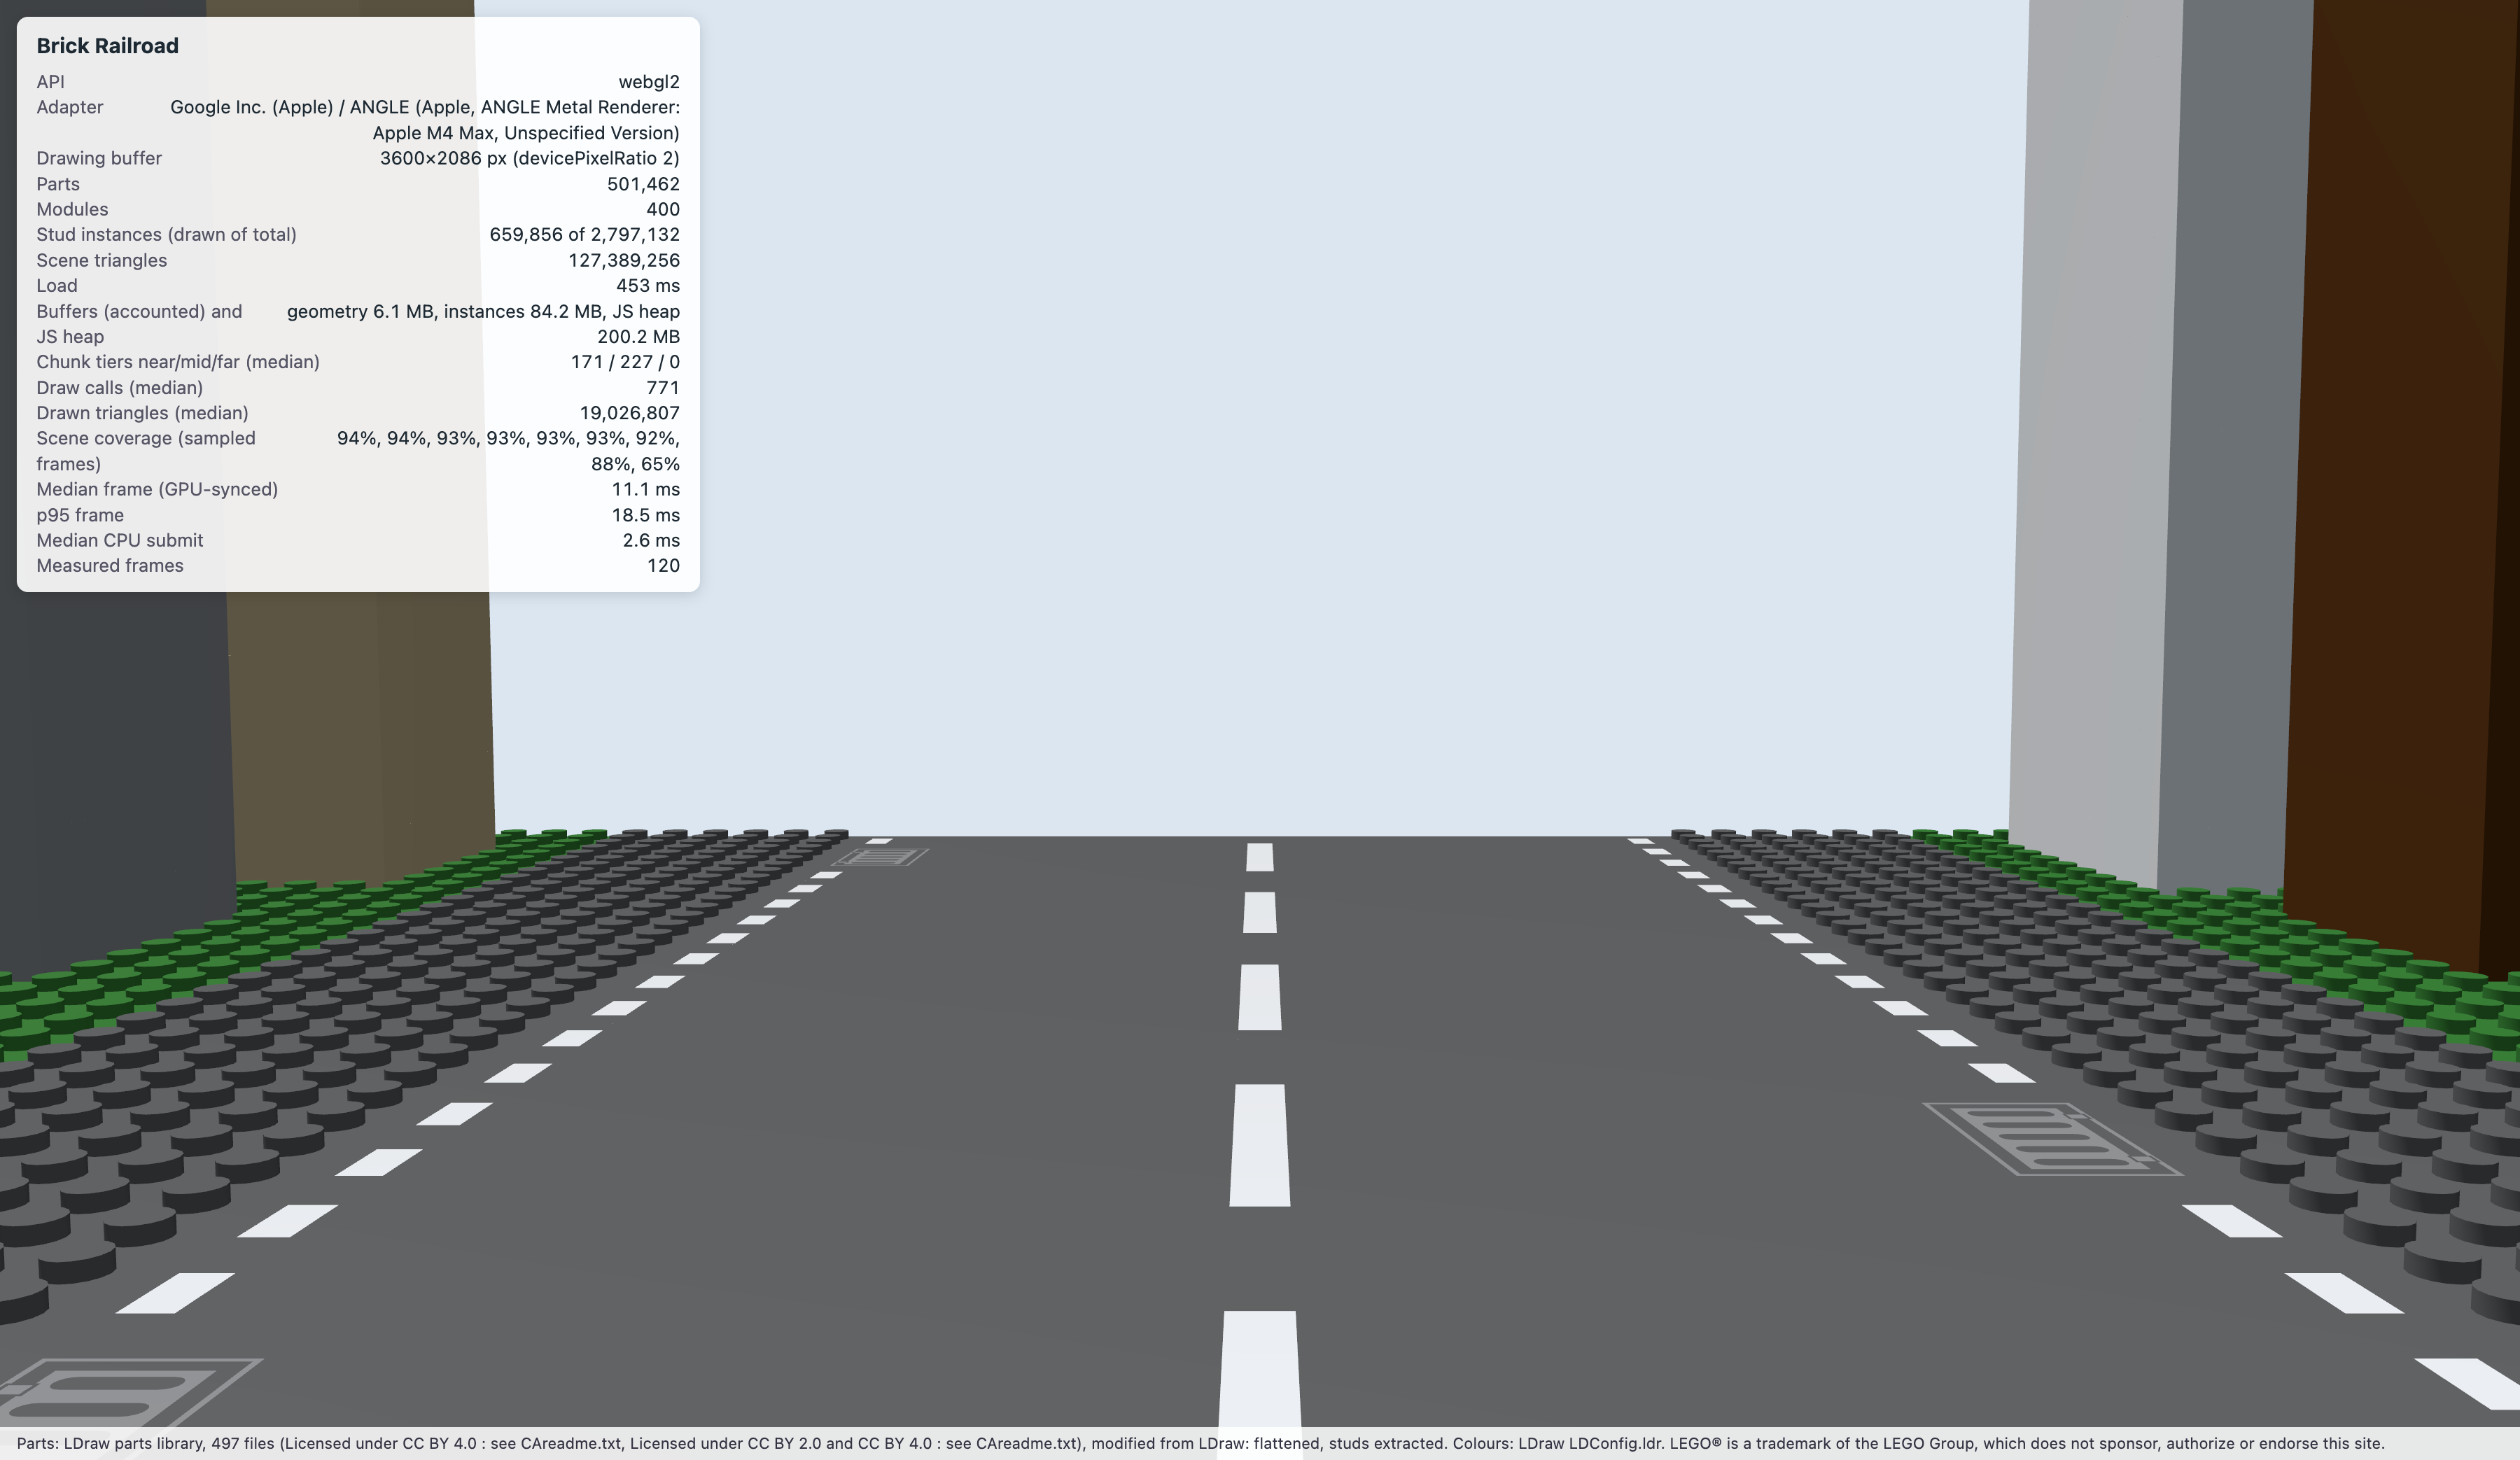 Brick Railroad
API webgl2
Adapter Google Inc. (Apple) / ANGLE (Apple, ANGLE Metal Renderer:
Apple M4 Max, Unspecified Version)
Drawing buffer 3600×2086 px (devicePixelRatio 2)
Parts 501,462
Modules 400
Stud instances (drawn of total) 659,856 of 2,797,132
Scene triangles 127,389,256
Load 453 ms
Buffers (accounted) and geometry 6.1 MB, instances 84.2 MB, JS heap
JS heap 200.2 MB
Chunk tiers near/mid/far (median) 171 / 227 / 0
Draw calls (median) 771
Drawn triangles (median) 19,026,807
Scene coverage (sampled 94%, 94%, 93%, 93%, 93%, 93%, 92%,
frames) 88%, 65%
Median frame (GPU-synced) 11.1 ms
p95 frame 18.5 ms
Median CPU submit 2.6 ms
Measured frames 120
Parts: LDraw parts library, 497 files (Licensed under CC BY 4.0 : see CAreadme.txt, Licensed under CC BY 2.0 and CC BY 4.0 : see CAreadme.txt), modified from LDraw: flattened, studs extracted. Colours: LDraw LDConfig.ldr. LEGO® is a trademark of the LEGO Group, which does not sponsor, authorize or endorse this site.